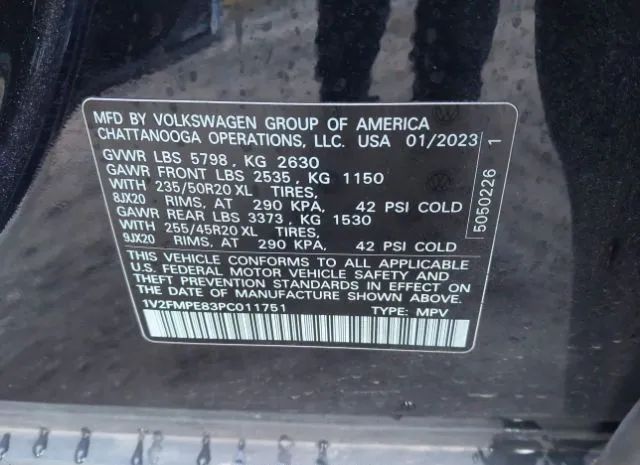 MFD BY VOLKSWAGEN GROUP OF AMERICA
CHATTANOOGA OPERATIONS, LLC. USA 01/2023
GVWR LBS 5798, KG 2630
GAWR FRONT LBS 2535, KG 1150
WITH 235/50R20 XL TIRES,
8JX20 RIMS, AT 290 KPA, 42 PSI COLD
GAWR REAR LBS 3373, KG 1530
WITH 255/45R20 XL TIRES,
9JX20 RIMS, AT 290 KPA, 42 PSI COLD
THIS VEHICLE CONFORMS TO ALL APPLICABLE
U.S. FEDERAL MOTOR VEHICLE SAFETY AND
THEFT PREVENTION STANDARDS IN EFFECT ON
THE DATE OF MANUFACTURE SHOWN ABOVE.
1V2FMPE83PC011751 TYPE: MPV
5050226 1